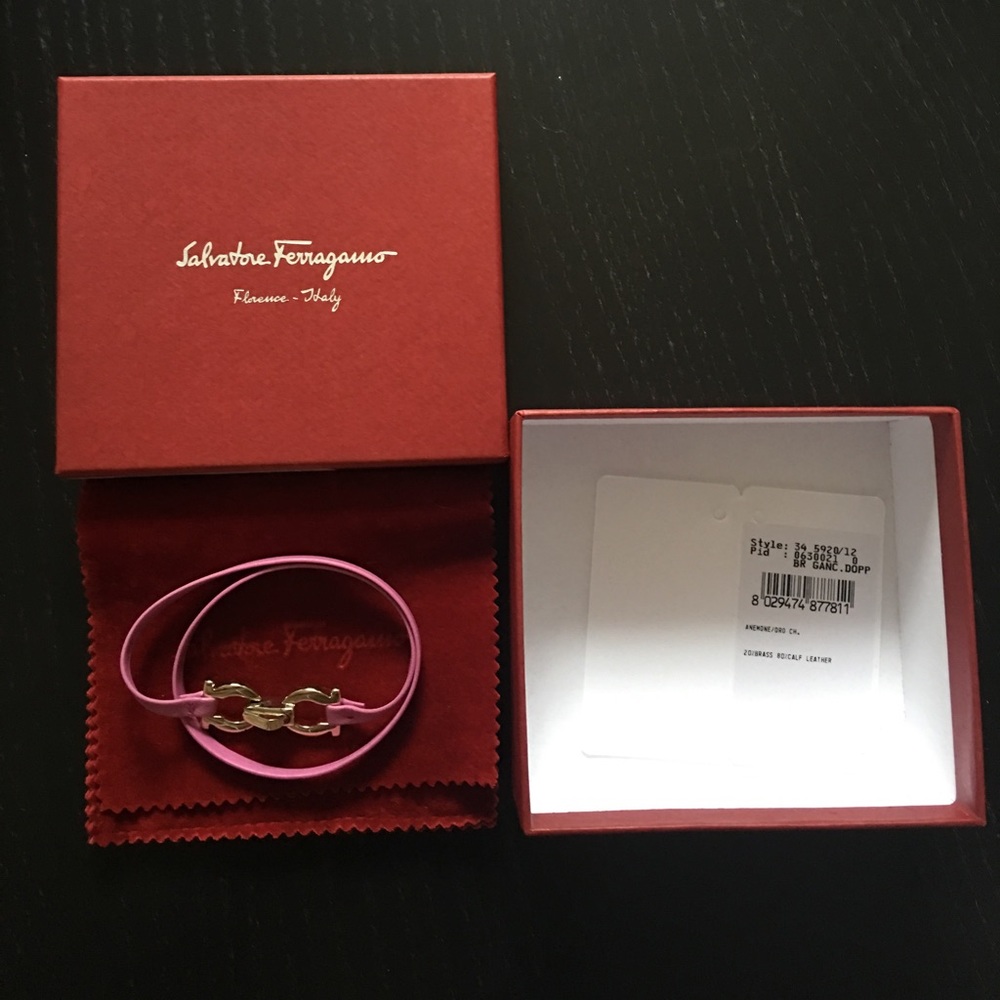 Salvatore Ferragamo
Florence - Italy
Salvatore Ferragamo
Style: 34 5920/12
Pid : 0630021 0
BR GANC.DOPP
8 029474 877811
ANEMONE/ORO CH.
20%BRASS 80%CALF LEATHER